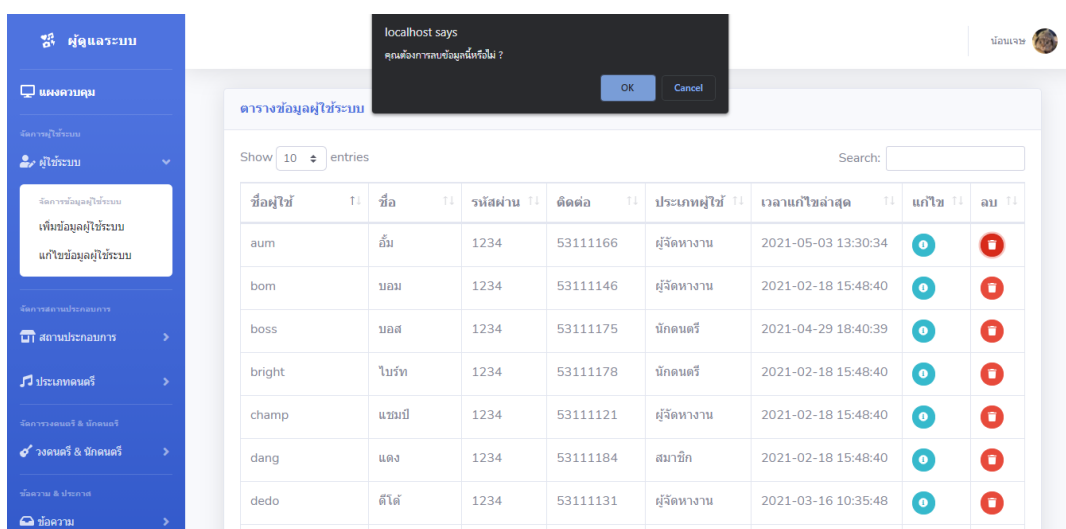 ผู้ดูแลระบบ
localhost says
คุณต้องการลบข้อมูลนี้หรือไม่ ?
OK Cancel
น้อนเจษ
แผงควบคุม
จัดการผู้ใช้ระบบ
ผู้ใช้ระบบ
จัดการข้อมูลผู้ใช้ระบบ
เพิ่มข้อมูลผู้ใช้ระบบ
แก้ไขข้อมูลผู้ใช้ระบบ
จัดการสถานประกอบการ
สถานประกอบการ
ประเภทดนตรี
จัดการวงดนตรี & นักดนตรี
วงดนตรี & นักดนตรี
ข้อความ & ประกาศ
ข้อความ
ตารางข้อมูลผู้ใช้ระบบ
Show 10 entries Search:
ชื่อผู้ใช้ ชื่อ รหัสผ่าน ติดต่อ ประเภทผู้ใช้ เวลาแก้ไขล่าสุด แก้ไข ลบ
aum อั้ม 1234 53111166 ผู้จัดหางาน 2021-05-03 13:30:34
bom บอม 1234 53111146 ผู้จัดหางาน 2021-02-18 15:48:40
boss บอส 1234 53111175 นักดนตรี 2021-04-29 18:40:39
bright ไบร์ท 1234 53111178 นักดนตรี 2021-02-18 15:48:40
champ แชมป์ 1234 53111121 ผู้จัดหางาน 2021-02-18 15:48:40
dang แดง 1234 53111184 สมาชิก 2021-02-18 15:48:40
dedo ดีโด้ 1234 53111131 ผู้จัดหางาน 2021-03-16 10:35:48